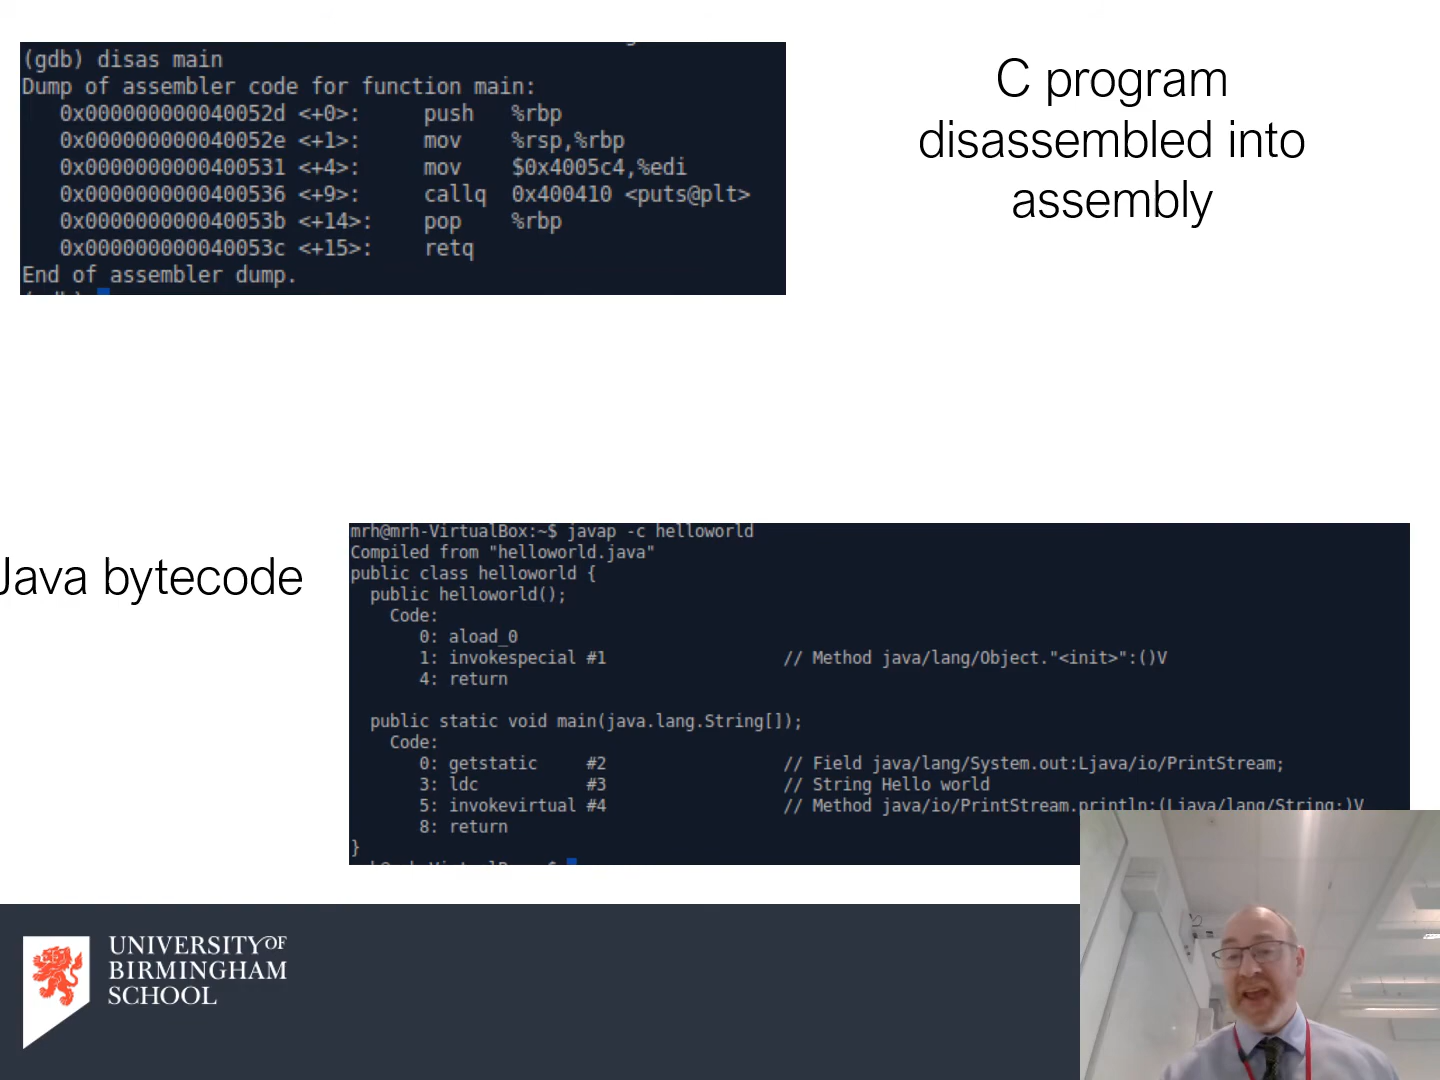 (gdb) disas main
Dump of assembler code for function main:
0x000000000040052d <+0>: push %rbp
0x000000000040052e <+1>: mov %rsp,%rbp
0x0000000000400531 <+4>: mov $0x4005c4,%edi
0x0000000000400536 <+9>: callq 0x400410 <puts@plt>
0x000000000040053b <+14>: pop %rbp
0x000000000040053c <+15>: retq
End of assembler dump.
C program
disassembled into
assembly
Java bytecode
mrh@mrh-VirtualBox:~$ javap -c helloworld
Compiled from "helloworld.java"
public class helloworld {
public helloworld();
Code:
0: aload_0
1: invokespecial #1 // Method java/lang/Object."<init>":()V
4: return
public static void main(java.lang.String[]);
Code:
0: getstatic #2 // Field java/lang/System.out:Ljava/io/PrintStream;
3: ldc #3 // String Hello world
5: invokevirtual #4 // Method java/io/PrintStream.println:(Ljava/lang/String;)V
8: return
}
UNIVERSITY OF
BIRMINGHAM
SCHOOL